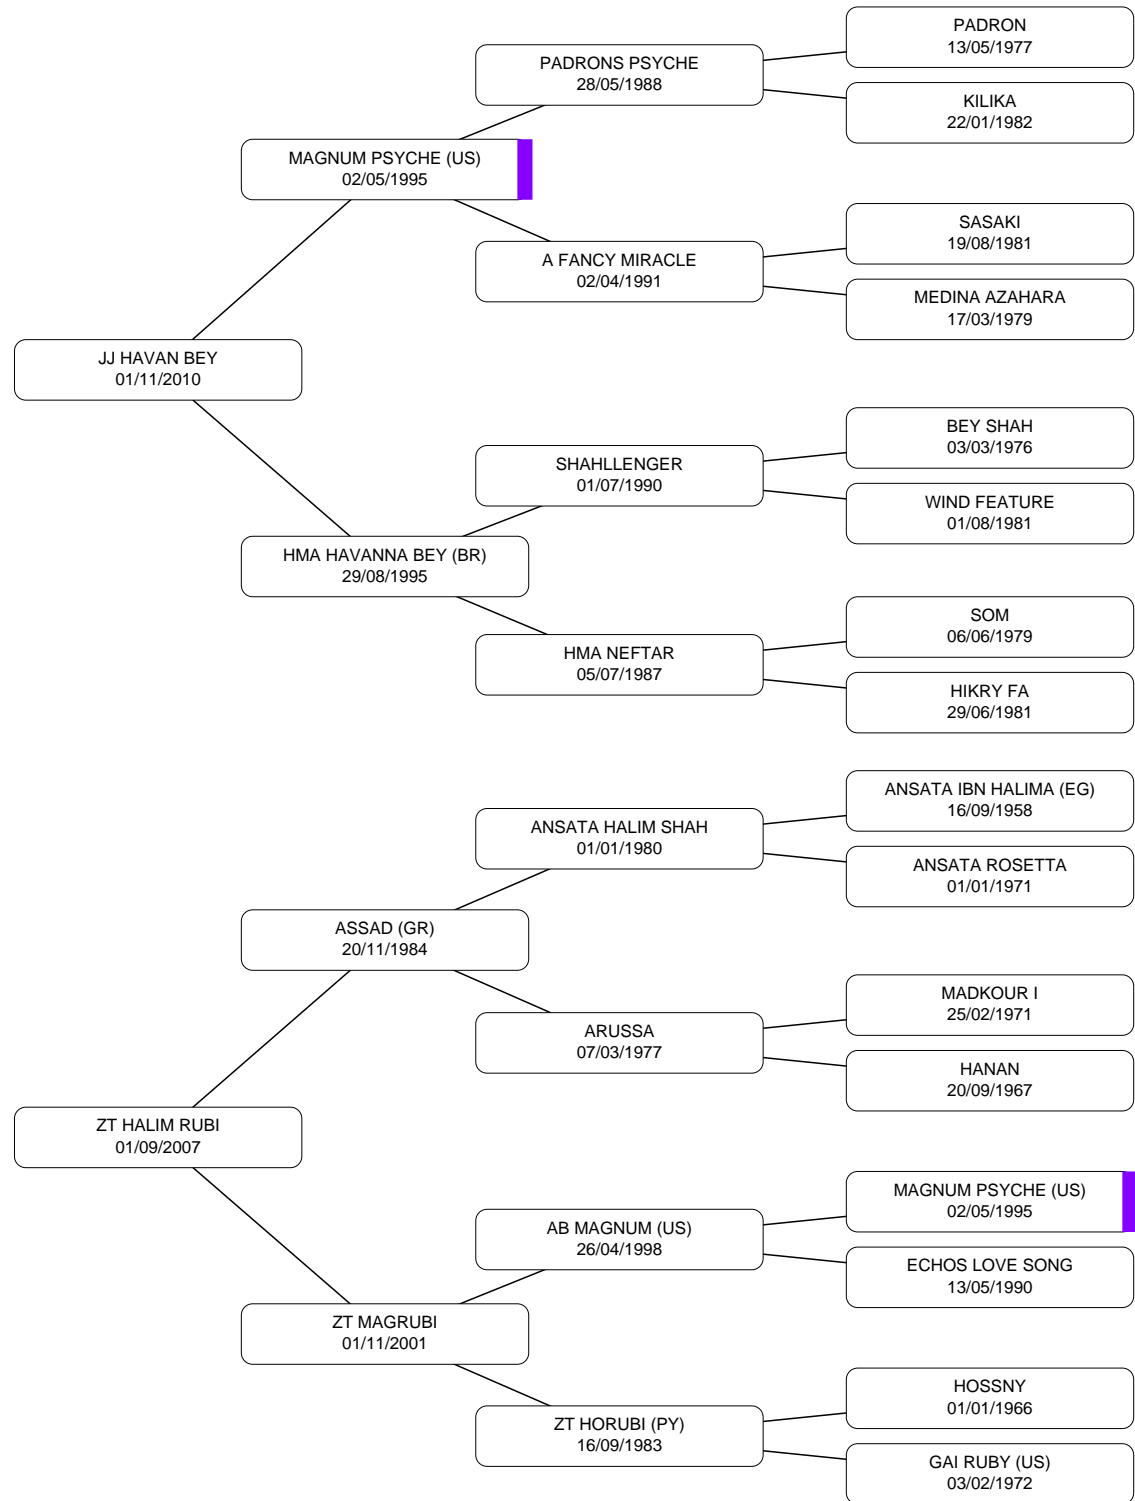 PADRON
13/05/1977
PADRONS PSYCHE
28/05/1988
KILIKA
22/01/1982
MAGNUM PSYCHE (US)
02/05/1995
SASAKI
19/08/1981
A FANCY MIRACLE
02/04/1991
MEDINA AZAHARA
17/03/1979
JJ HAVAN BEY
01/11/2010
BEY SHAH
03/03/1976
SHAHLLENGER
01/07/1990
WIND FEATURE
01/08/1981
HMA HAVANNA BEY (BR)
29/08/1995
SOM
06/06/1979
HMA NEFTAR
05/07/1987
HIKRY FA
29/06/1981
ANSATA IBN HALIMA (EG)
16/09/1958
ANSATA HALIM SHAH
01/01/1980
ANSATA ROSETTA
01/01/1971
ASSAD (GR)
20/11/1984
MADKOUR I
25/02/1971
ARUSSA
07/03/1977
HANAN
20/09/1967
ZT HALIM RUBI
01/09/2007
MAGNUM PSYCHE (US)
02/05/1995
AB MAGNUM (US)
26/04/1998
ECHOS LOVE SONG
13/05/1990
ZT MAGRUBI
01/11/2001
HOSSNY
01/01/1966
ZT HORUBI (PY)
16/09/1983
GAI RUBY (US)
03/02/1972